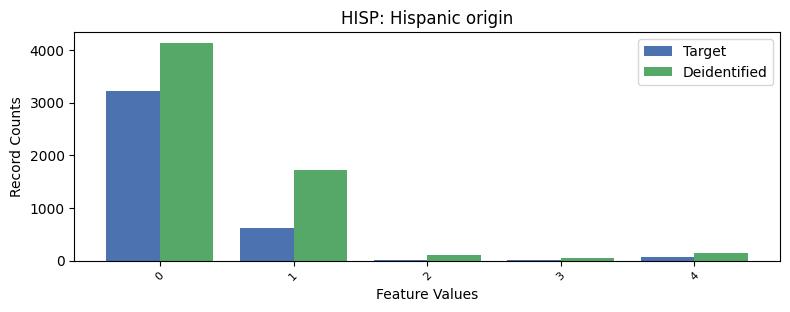 HISP: Hispanic origin
Target
Deidentified
Record Counts
4000
3000
2000
1000
0
0 1 2 3 4
Feature Values